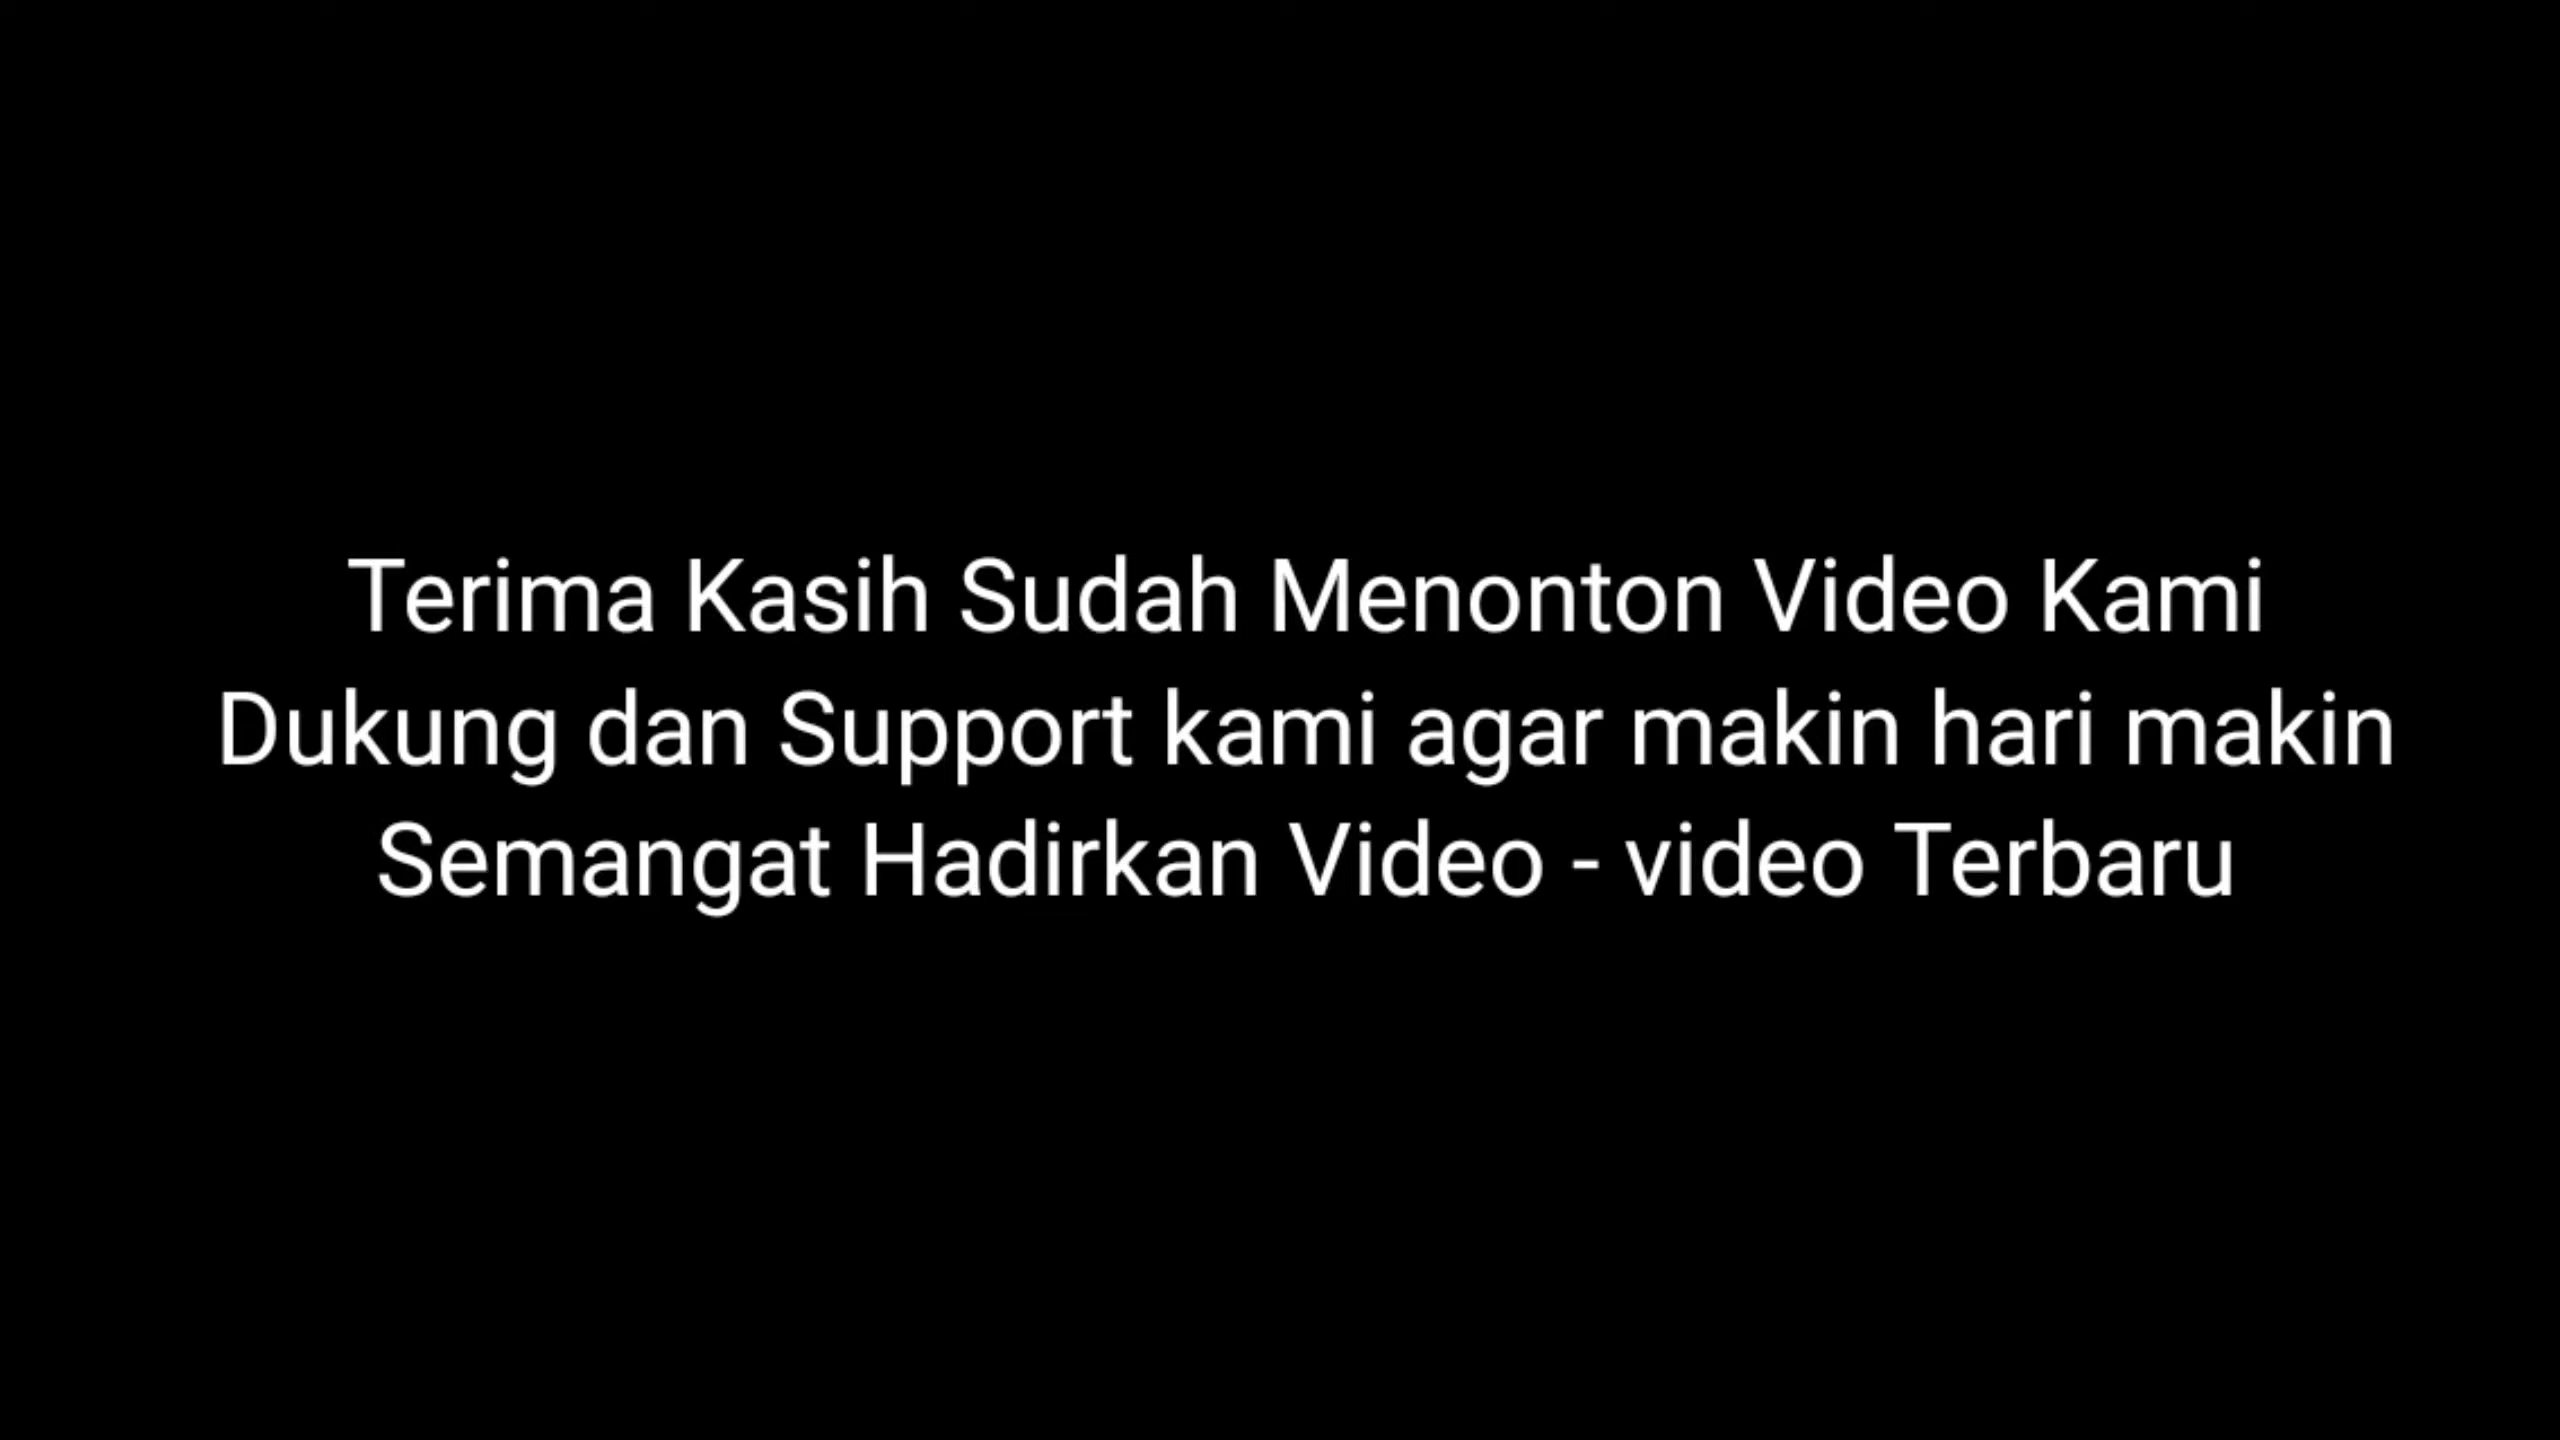 Terima Kasih Sudah Menonton Video Kami
Dukung dan Support kami agar makin hari makin
Semangat Hadirkan Video - video Terbaru